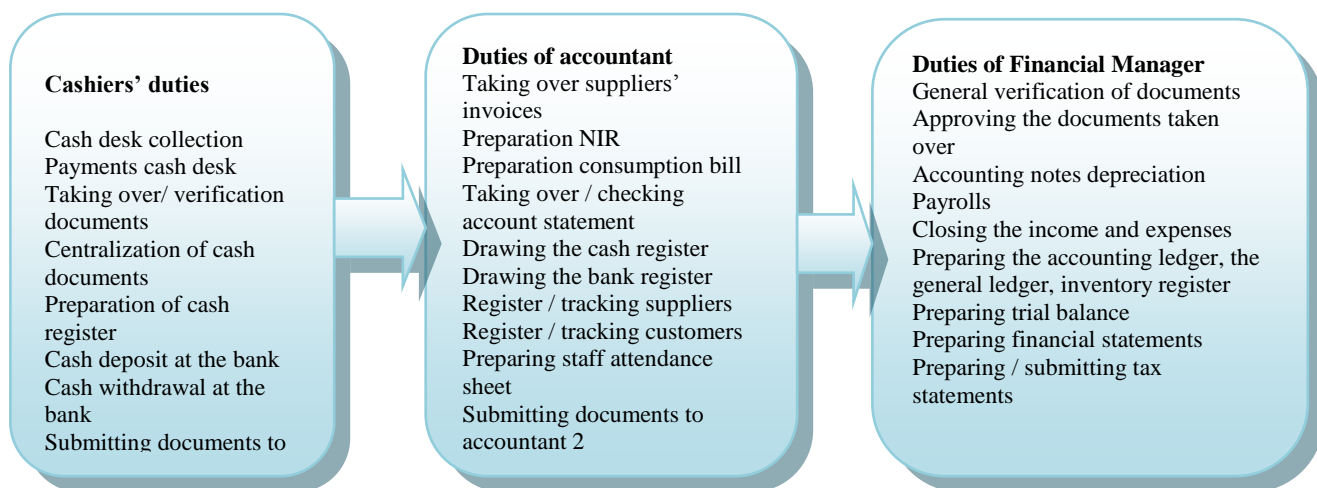 Cashiers’ duties
Cash desk collection
Payments cash desk
Taking over/ verification
documents
Centralization of cash
documents
Preparation of cash
register
Cash deposit at the bank
Cash withdrawal at the
bank
Submitting documents to
Duties of accountant
Taking over suppliers’
invoices
Preparation NIR
Preparation consumption bill
Taking over / checking
account statement
Drawing the cash register
Drawing the bank register
Register / tracking suppliers
Register / tracking customers
Preparing staff attendance
sheet
Submitting documents to
accountant 2
Duties of Financial Manager
General verification of documents
Approving the documents taken
over
Accounting notes depreciation
Payrolls
Closing the income and expenses
Preparing the accounting ledger, the
general ledger, inventory register
Preparing trial balance
Preparing financial statements
Preparing / submitting tax
statements